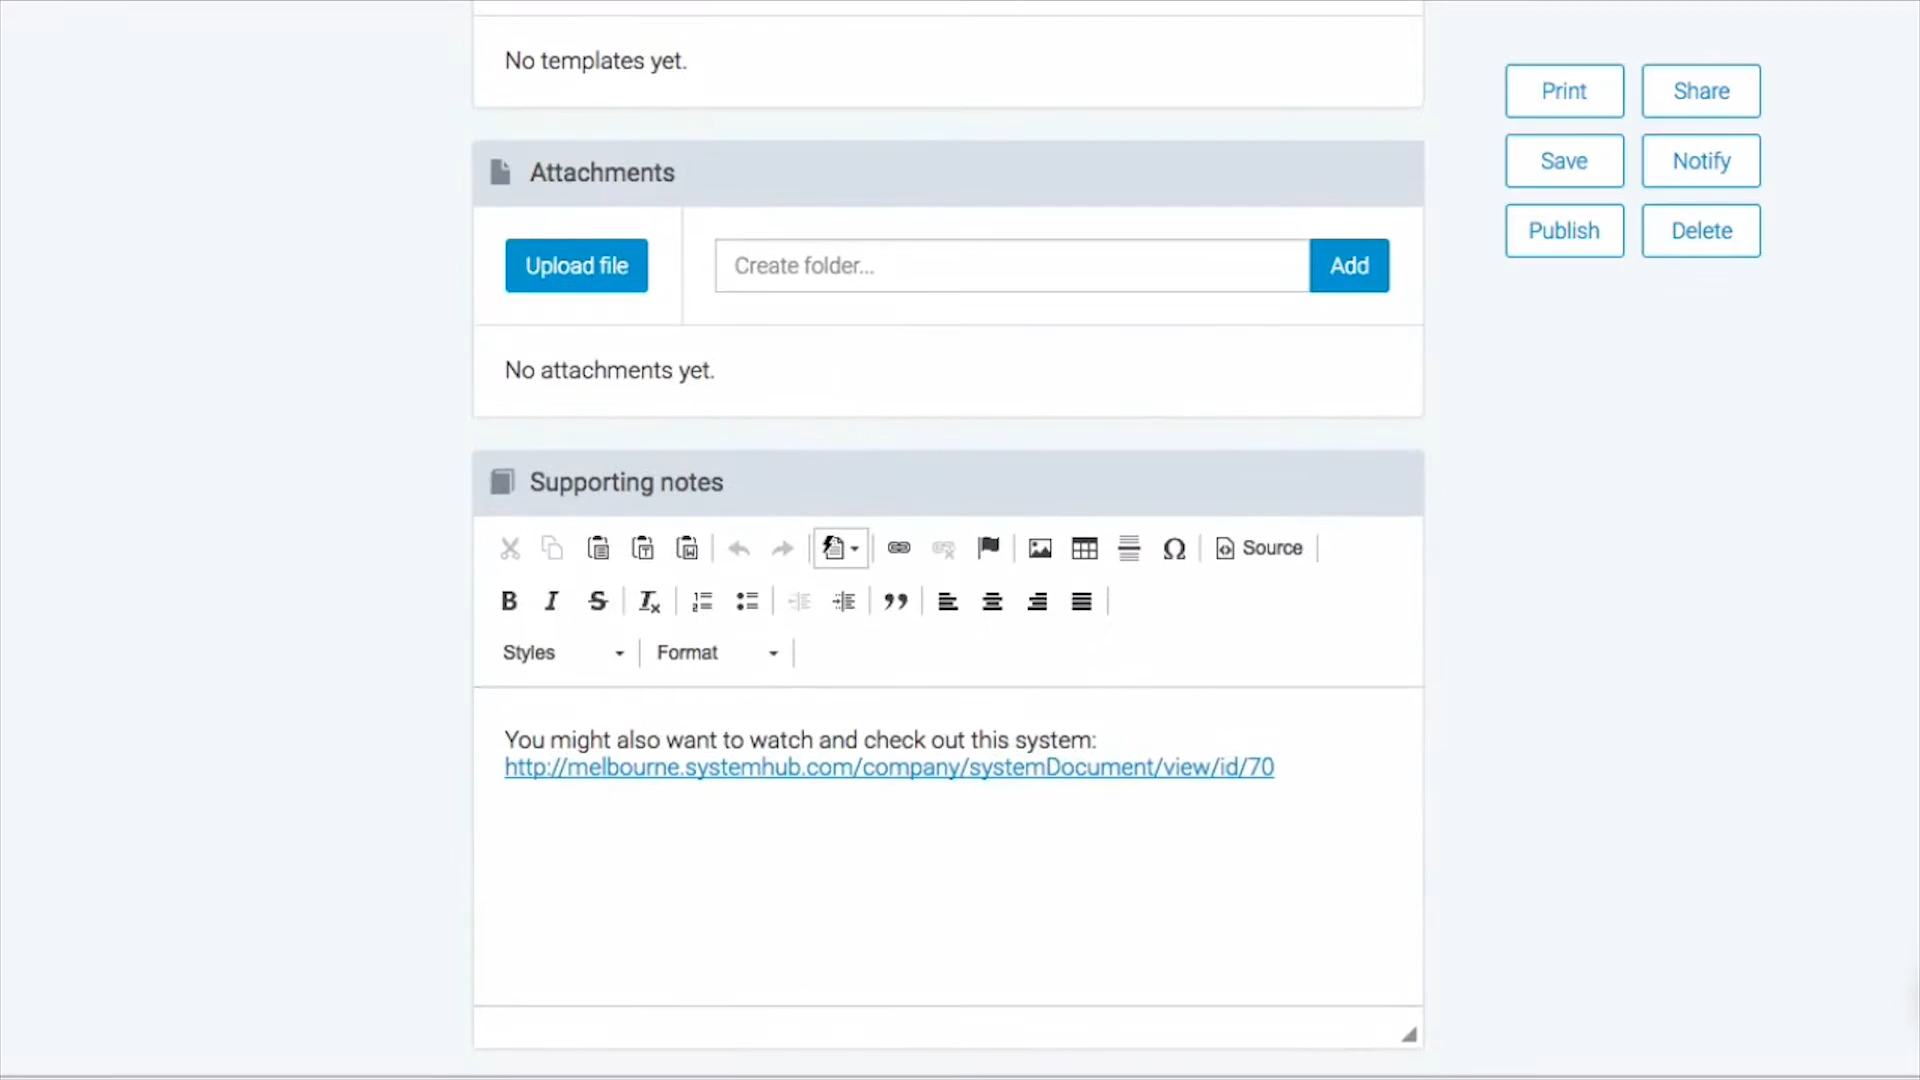 No templates yet.
Print
Share
Attachments
Save
Notify
Publish
Delete
Upload file
Create folder...
Add
No attachments yet.
Supporting notes
Source
Styles
Format
You might also want to watch and check out this system:
http://melbourne.systemhub.com/company/systemDocument/view/id/70